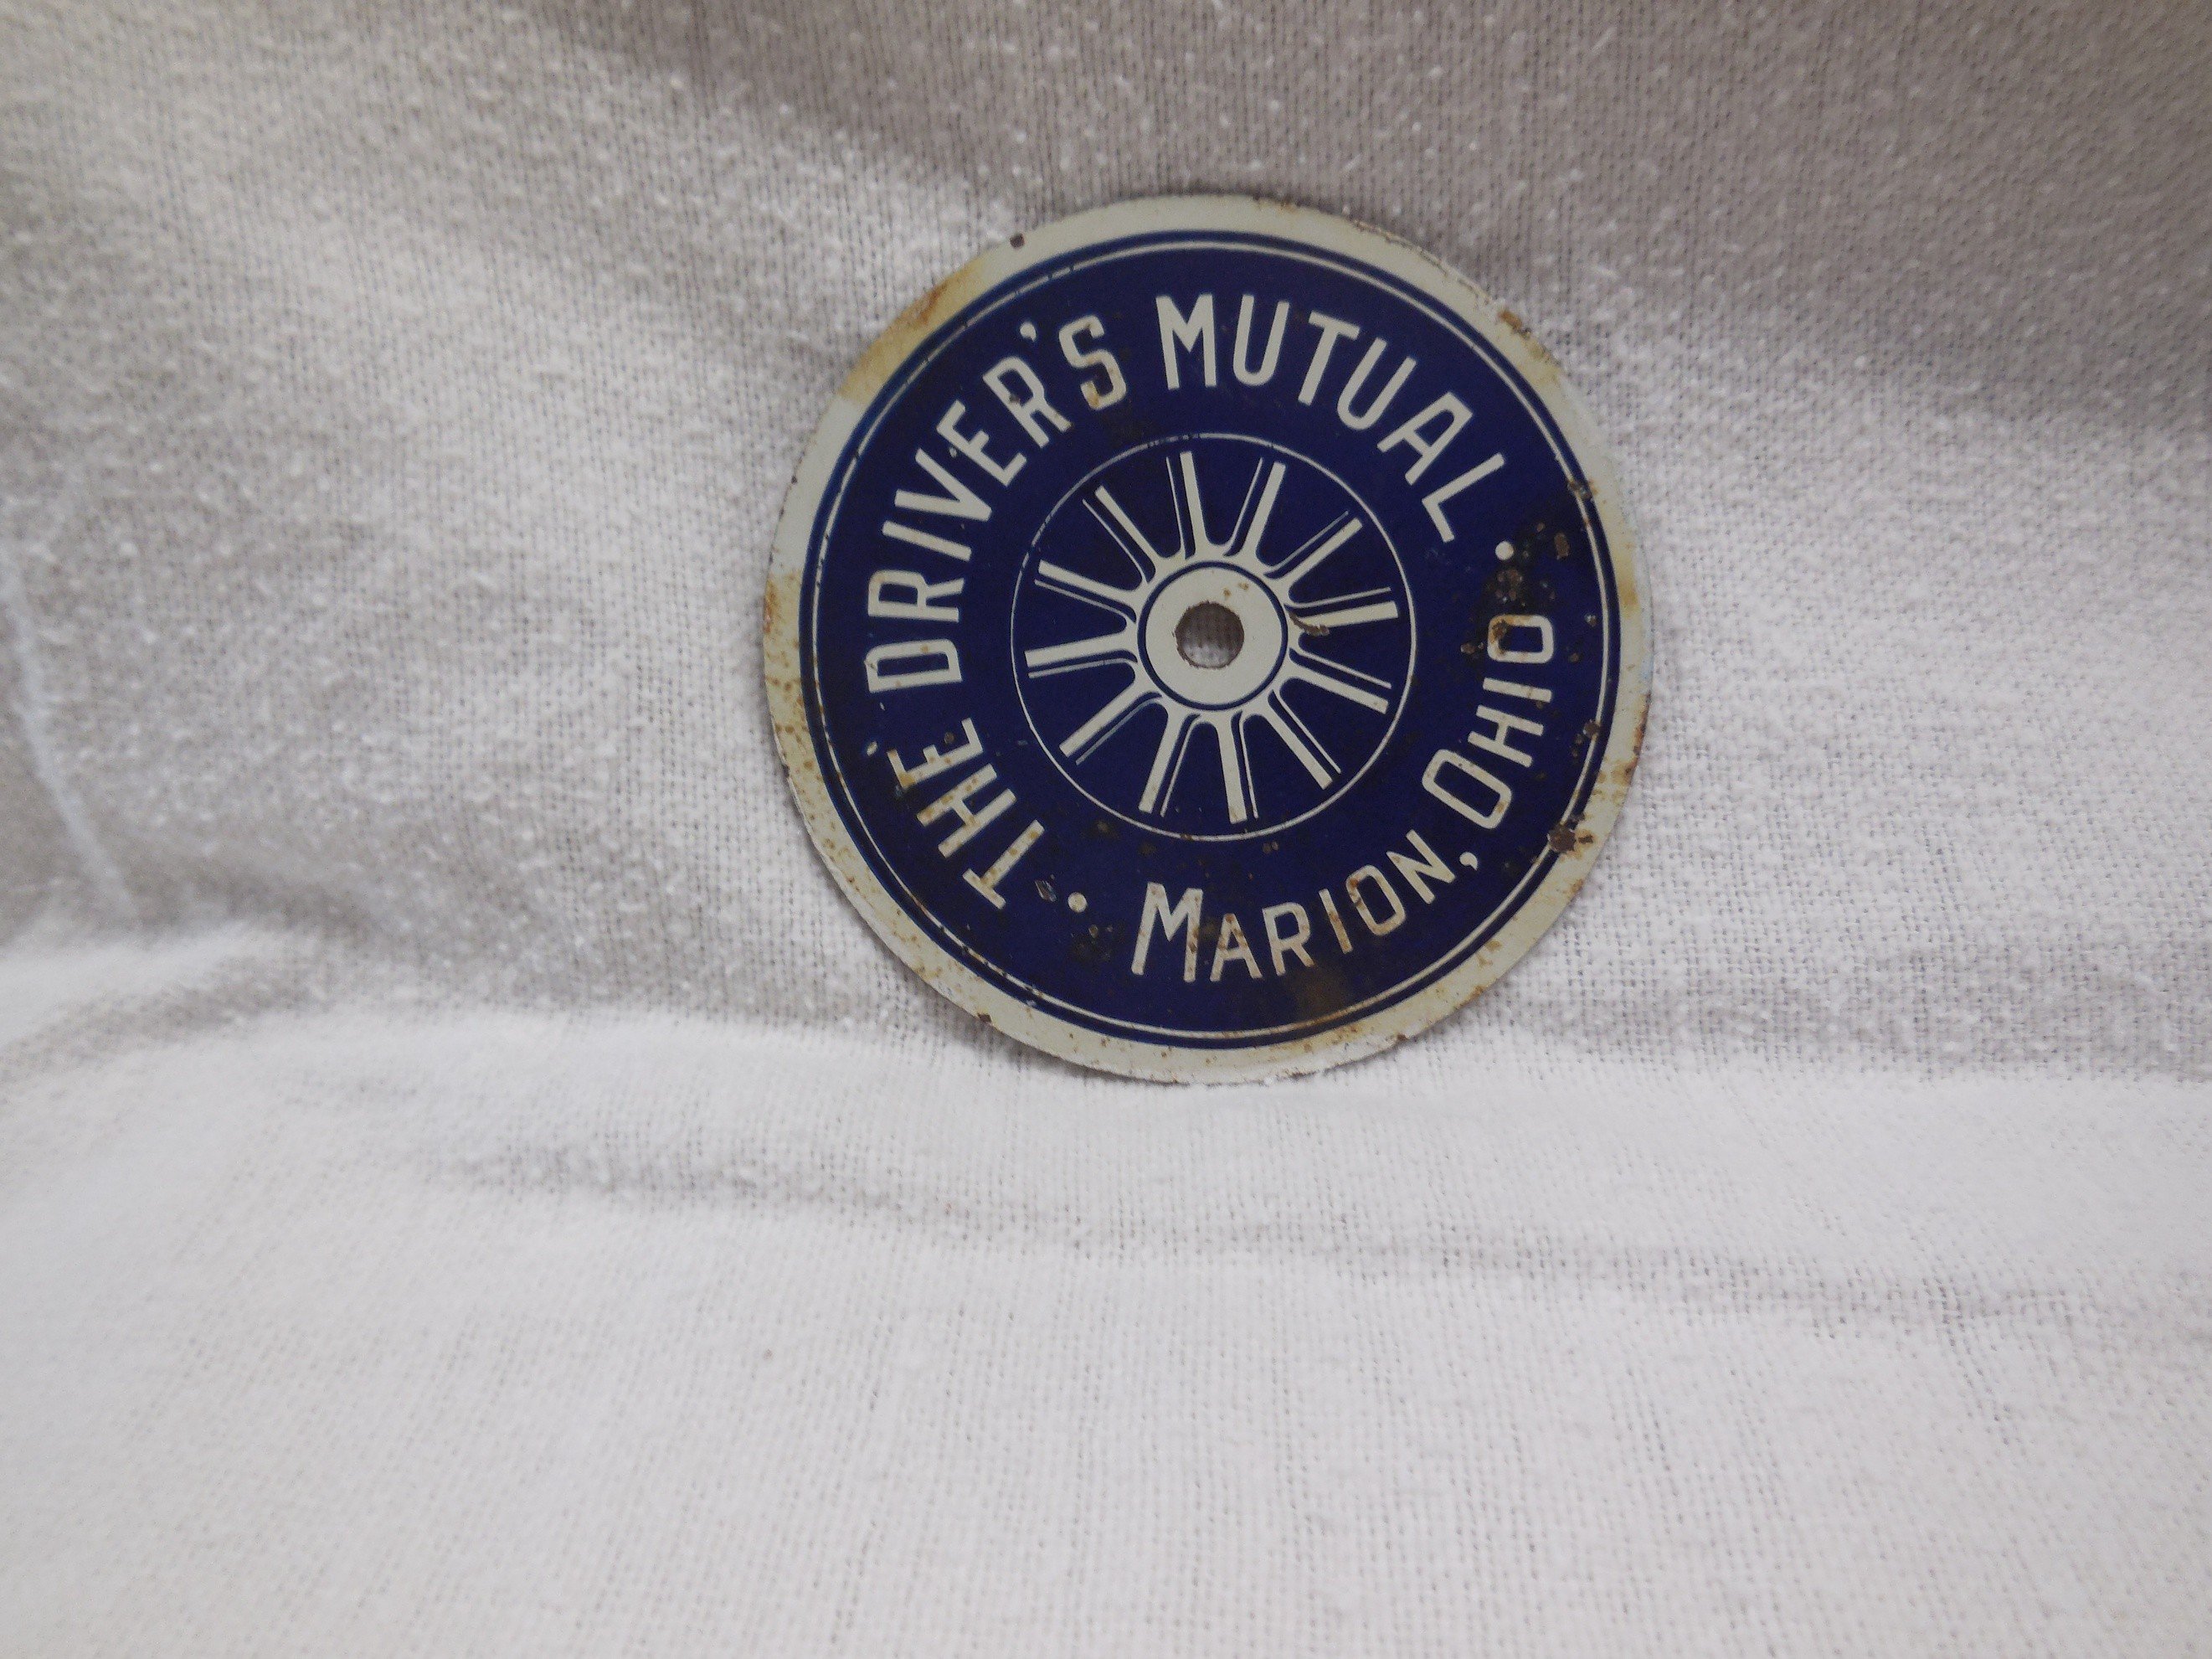 THE DRIVER'S MUTUAL
• MARION, OHIO •